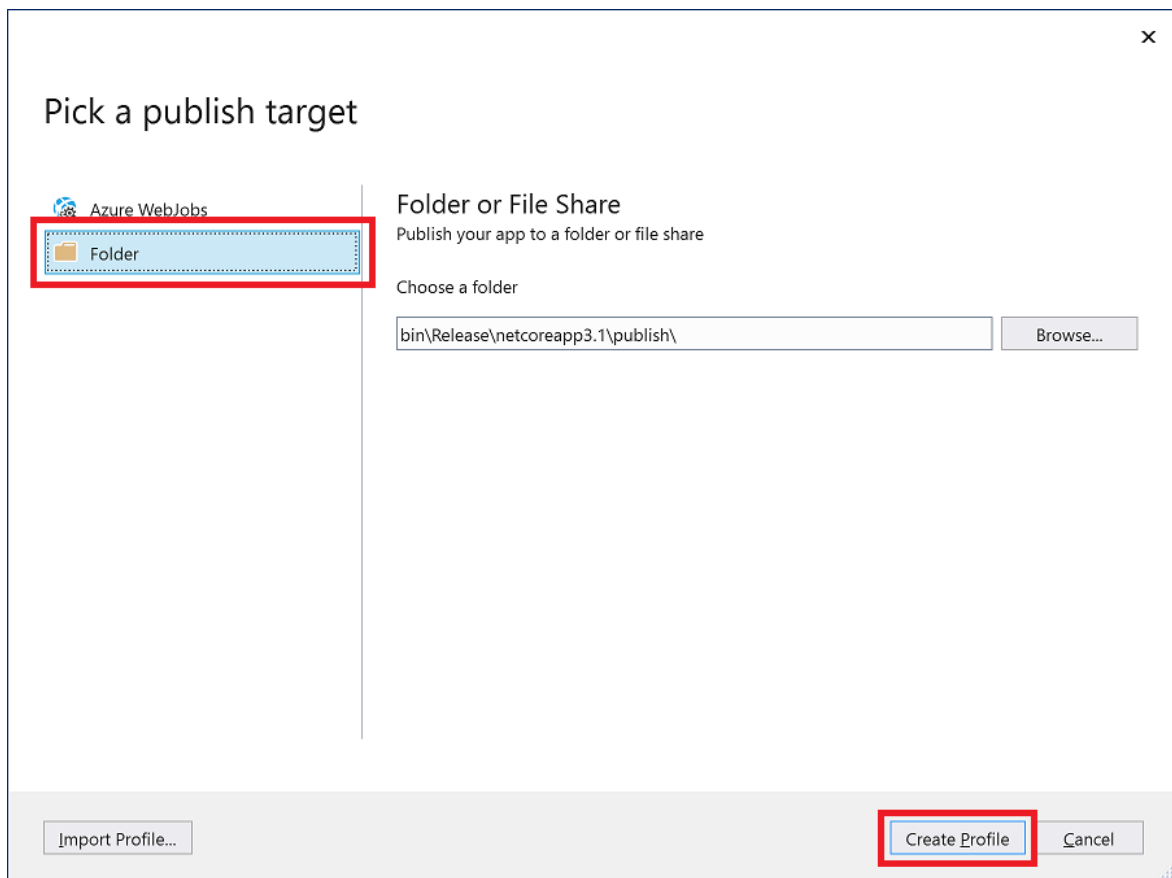 Pick a publish target
Azure WebJobs
Folder
Folder or File Share
Publish your app to a folder or file share
Choose a folder
bin\Release\netcoreapp3.1\publish\
Browse...
Import Profile...
Create Profile
Cancel